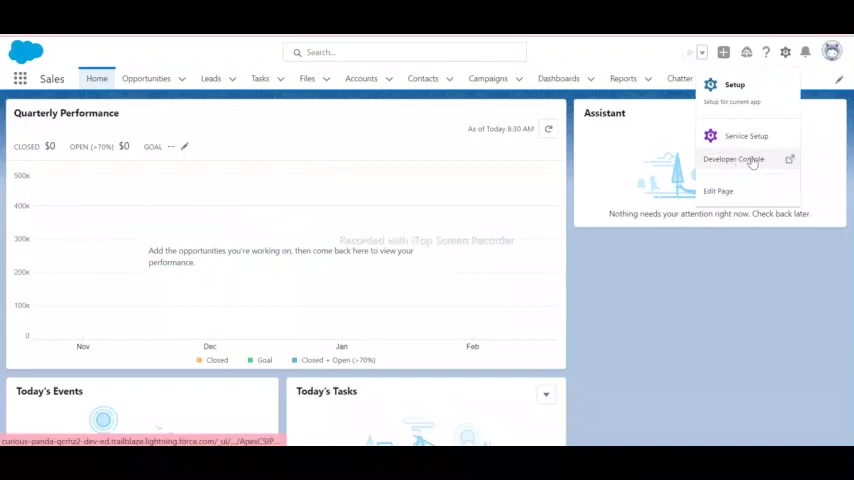 Search...
Sales
Home
Opportunities
Leads
Tasks
Files
Accounts
Contacts
Campaigns
Dashboards
Reports
Chatter
Setup
Setup for current app
Service Setup
Developer Console
Edit Page
Quarterly Performance
As of Today 8:30 AM
CLOSED $0 OPEN (>70%) $0 GOAL --
500K
400K
300K
200K
100K
0
Add the opportunities you're working on, then come back here to view your
performance.
Nov Dec Jan Feb
Closed Goal Closed + Open (>70%)
Recorded with iTop Screen Recorder
Assistant
Nothing needs your attention right now. Check back later.
Today's Events
Today's Tasks
curious-panda-qcrhz2-dev-ed.trailblaze.lightning.force.com/_ui/.../ApexCSIP...